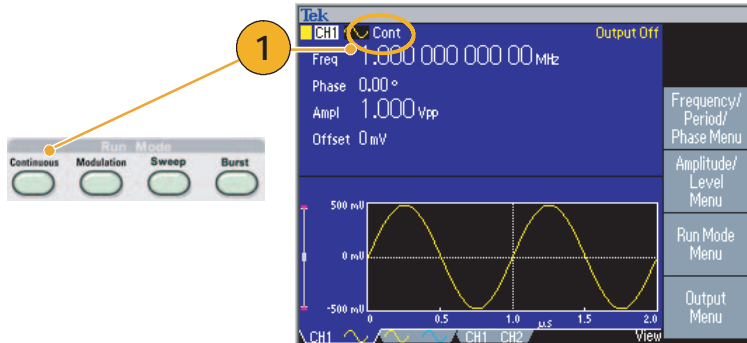 1
Run Mode
Continuous Modulation Sweep Burst
Tek
CH1 Cont Output Off
Freq 1.000 000 000 00 MHz
Phase 0.00 °
Ampl 1.000 Vpp
Offset 0 mV
Frequency/
Period/
Phase Menu
Amplitude/
Level
Menu
Run Mode
Menu
Output
Menu
500 mV
0 mV
-500 mV
0 0.5 1.0 1.5 2.0
µs
CH1 CH1 CH2 View